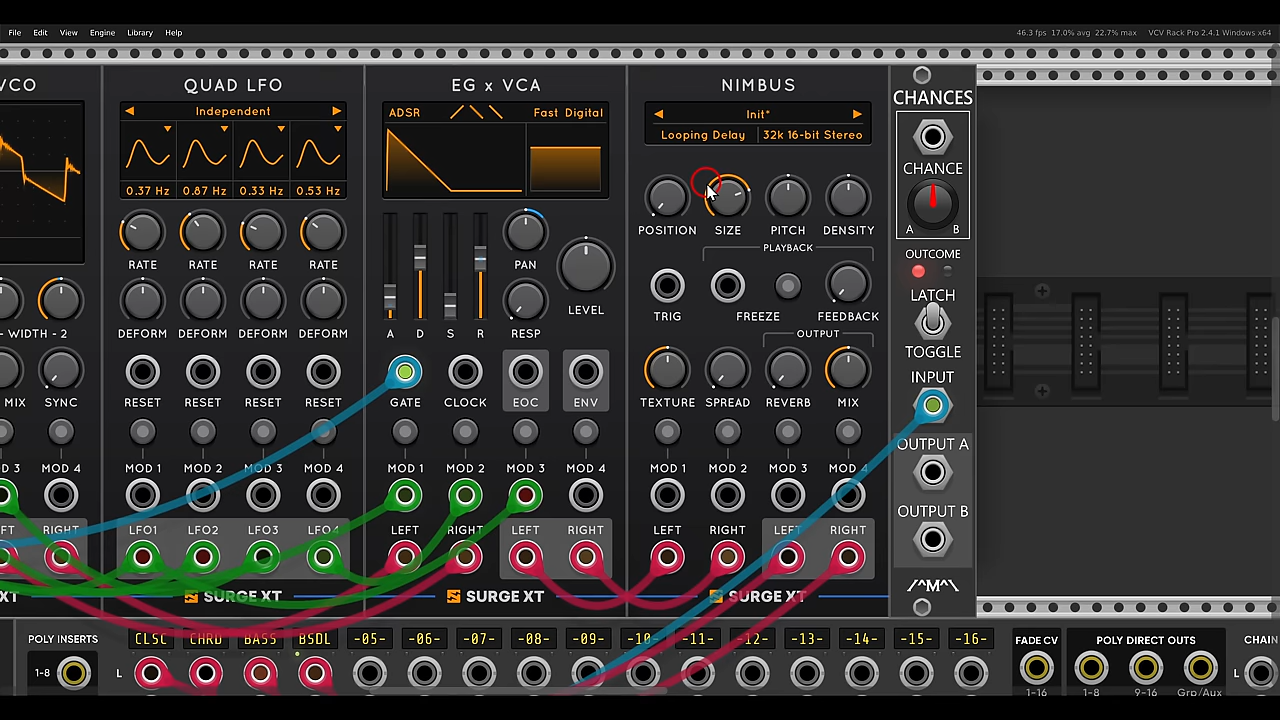 File Edit View Engine Library Help
46.3 fps 17.0% avg 22.7% max VCV Rack Pro 2.4.1 Windows x64
VCO
WIDTH - 2
MIX SYNC
MOD 4
RIGHT
XT
QUAD LFO
Independent
0.37 Hz 0.87 Hz 0.33 Hz 0.53 Hz
RATE RATE RATE RATE
DEFORM DEFORM DEFORM DEFORM
RESET RESET RESET RESET
MOD 1 MOD 2 MOD 3 MOD 4
LFO1 LFO2 LFO3 LFO4
SURGE XT
EG x VCA
ADSR Fast Digital
PAN
LEVEL
A D S R RESP
GATE CLOCK EOC ENV
MOD 1 MOD 2 MOD 3 MOD 4
LEFT RIGHT LEFT RIGHT
SURGE XT
NIMBUS
Init*
Looping Delay 32k 16-bit Stereo
POSITION SIZE PITCH DENSITY
PLAYBACK
TRIG FREEZE FEEDBACK
OUTPUT
TEXTURE SPREAD REVERB MIX
MOD 1 MOD 2 MOD 3 MOD 4
LEFT RIGHT LEFT RIGHT
SURGE XT
CHANCES
CHANCE
A B
OUTCOME
LATCH
TOGGLE
INPUT
OUTPUT A
OUTPUT B
POLY INSERTS CLSC CHRD BASS BSDL -05- -06- -07- -08- -09- -10- -11- -12- -13- -14- -15- -16- FADE CV POLY DIRECT OUTS CHAIN
1-8 L L
1-16 1-8 9-16 Grp/Aux